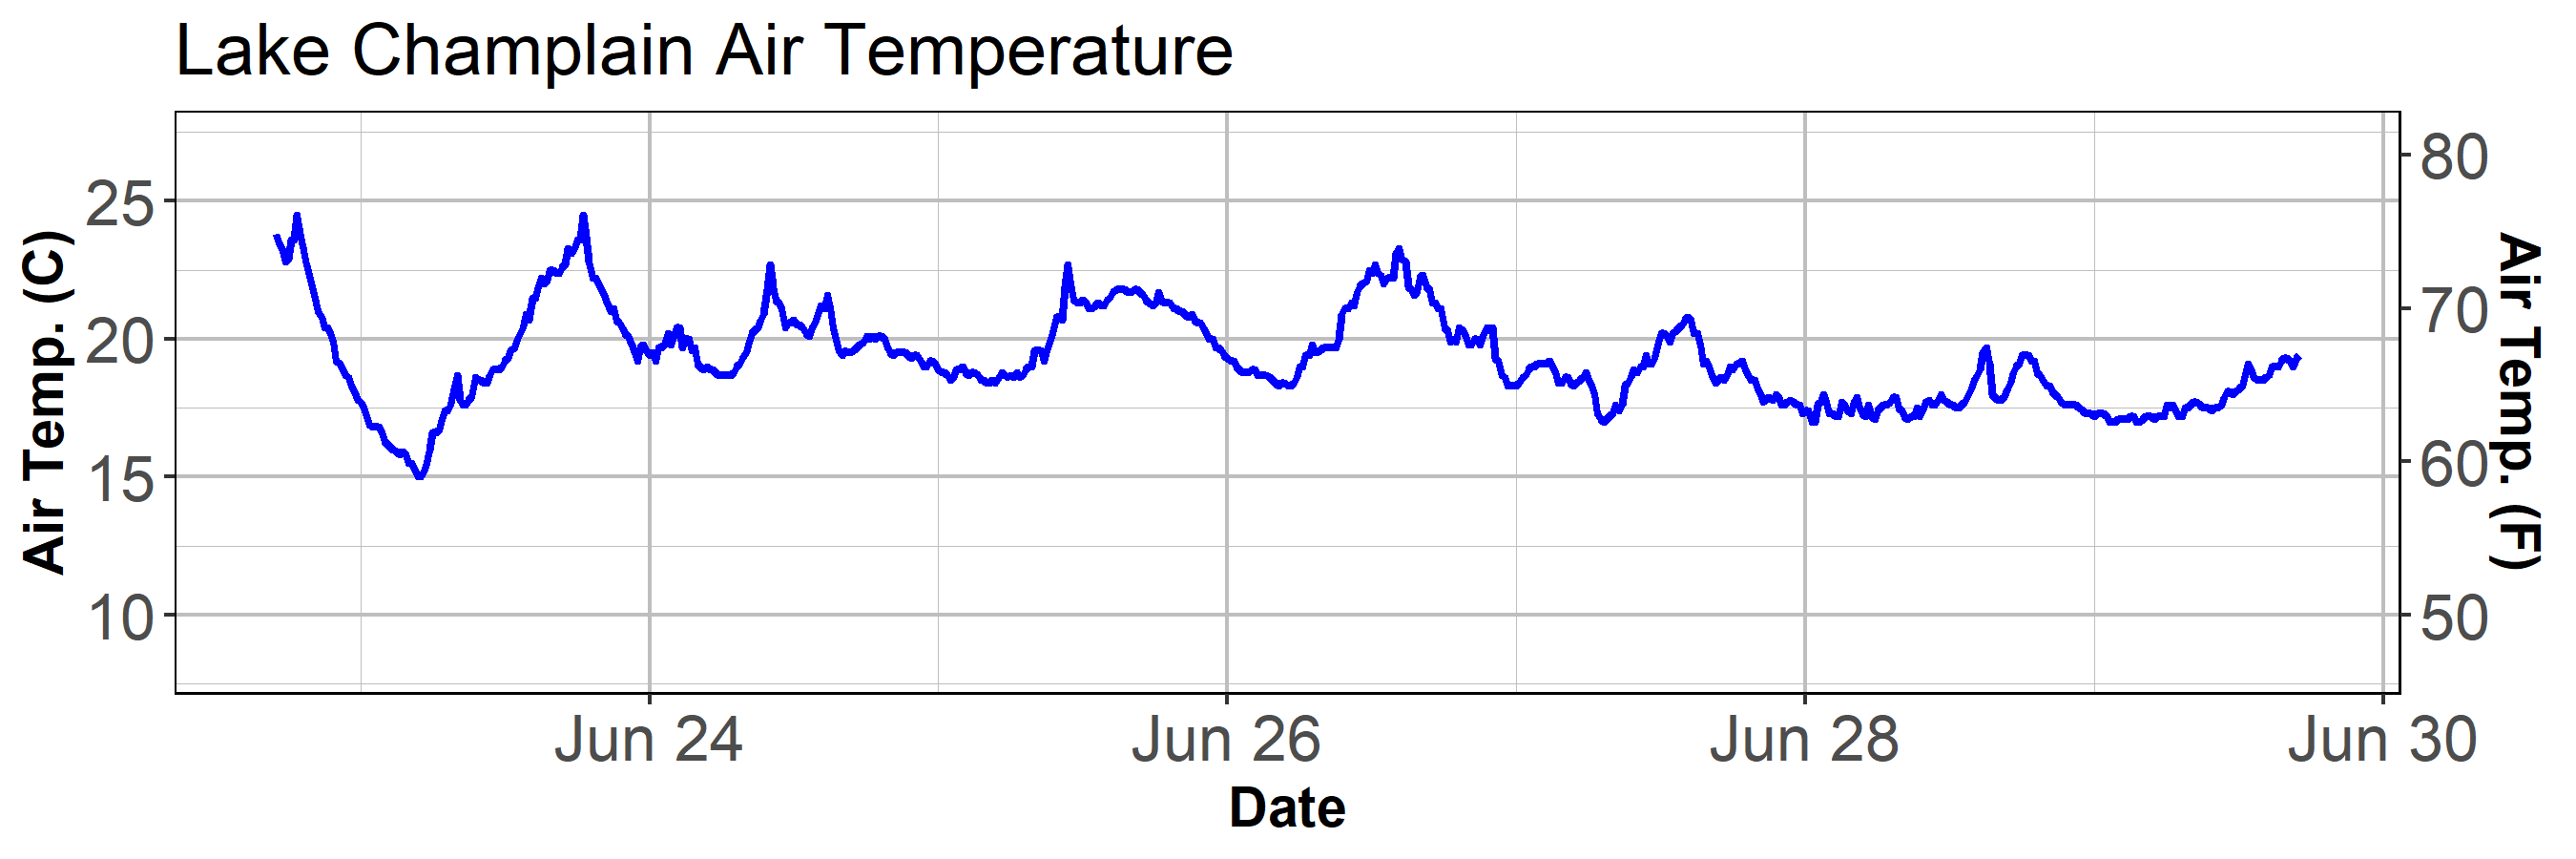 Lake Champlain Air Temperature
Air Temp. (C)
25
20
15
10
80
70
60
50
Air Temp. (F)
Jun 24
Jun 26
Jun 28
Jun 30
Date